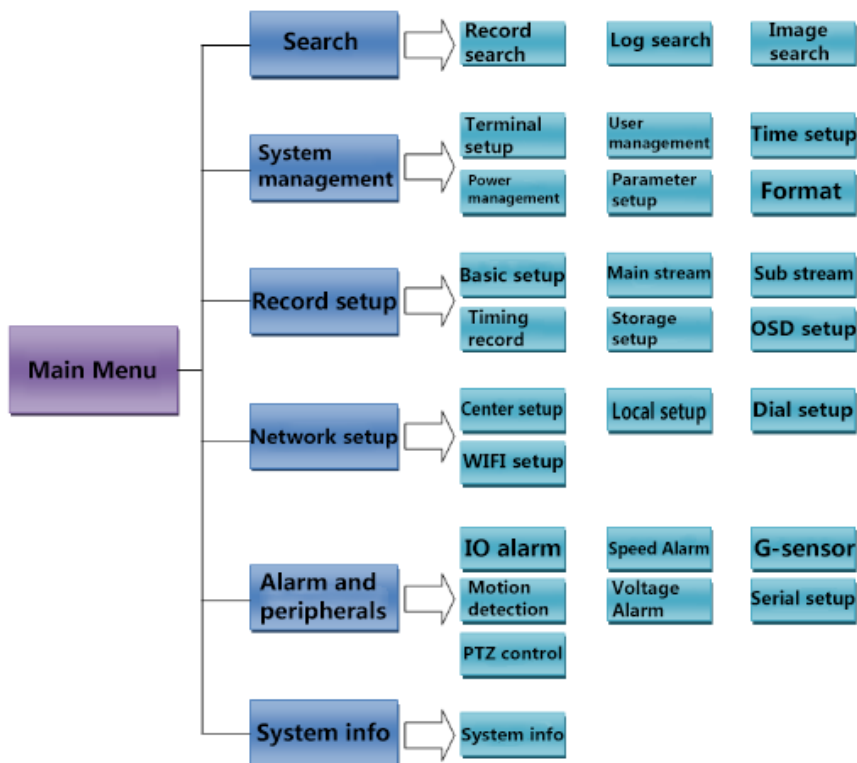 Main Menu
Search
Record
search
Log search
Image
search
System
management
Terminal
setup
User
management
Time setup
Power
management
Parameter
setup
Format
Record setup
Basic setup
Main stream
Sub stream
Timing
record
Storage
setup
OSD setup
Network setup
Center setup
Local setup
Dial setup
WIFI setup
Alarm and
peripherals
IO alarm
Speed Alarm
G-sensor
Motion
detection
Voltage
Alarm
Serial setup
PTZ control
System info
System info